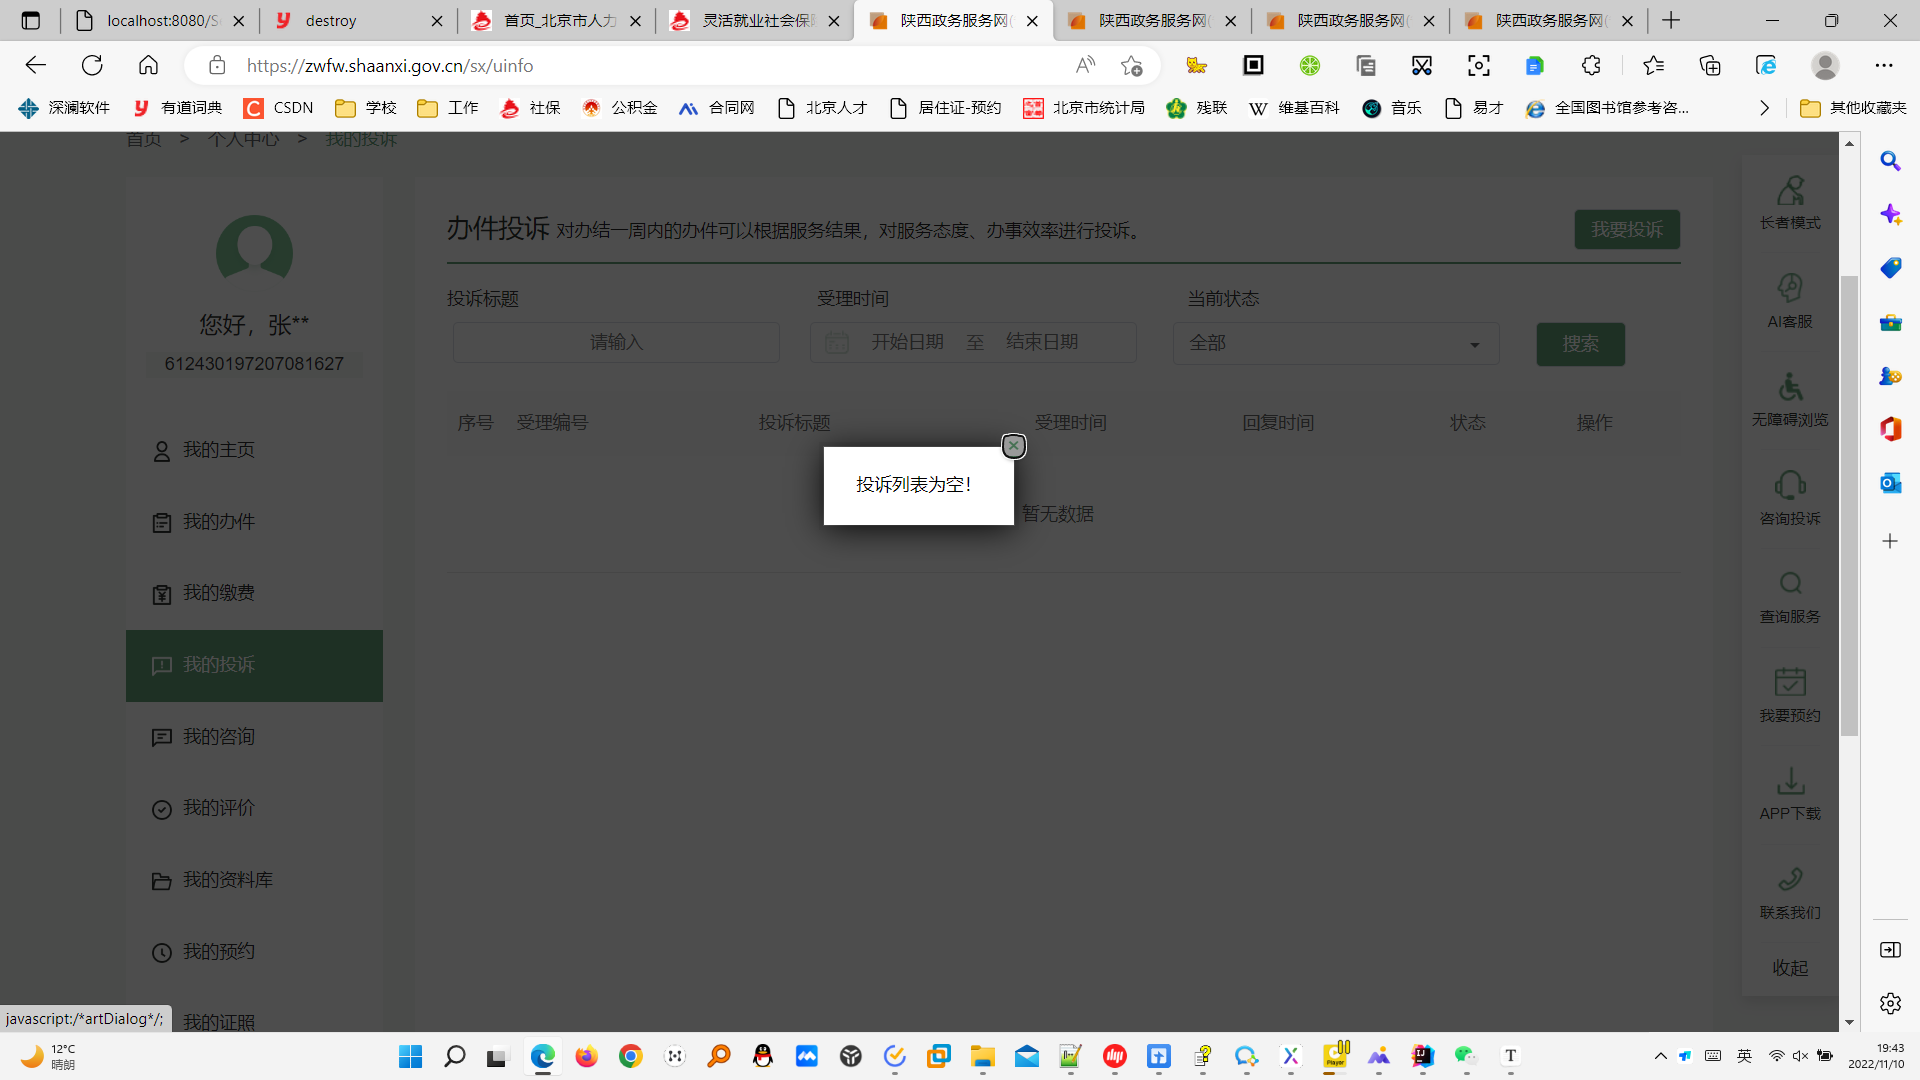 localhost:8080/S
destroy
首页_北京市人力
灵活就业社会保
陕西政务服务网(
陕西政务服务网(
陕西政务服务网(
陕西政务服务网(
https://zwfw.shaanxi.gov.cn/sx/uinfo
深澜软件 有道词典 CSDN 学校 工作 社保 公积金 合同网 北京人才 居住证-预约 北京市统计局 残联 维基百科 音乐 易才 全国图书馆参考咨... 其他收藏夹
首页 > 个人中心 > 我的投诉
您好，张**
612430197207081627
我的主页
我的办件
我的缴费
我的投诉
我的咨询
我的评价
我的资料库
我的预约
我的证照
办件投诉 对办结一周内的办件可以根据服务结果，对服务态度、办事效率进行投诉。
我要投诉
投诉标题 受理时间 当前状态
请输入 开始日期 至 结束日期 全部 搜索
序号 受理编号 投诉标题 受理时间 回复时间 状态 操作
投诉列表为空！
暂无数据
长者模式
AI客服
无障碍浏览
咨询投诉
查询服务
我要预约
APP下载
联系我们
收起
javascript:/*artDialog*/;
12°C
晴朗
英
19:43
2022/11/10